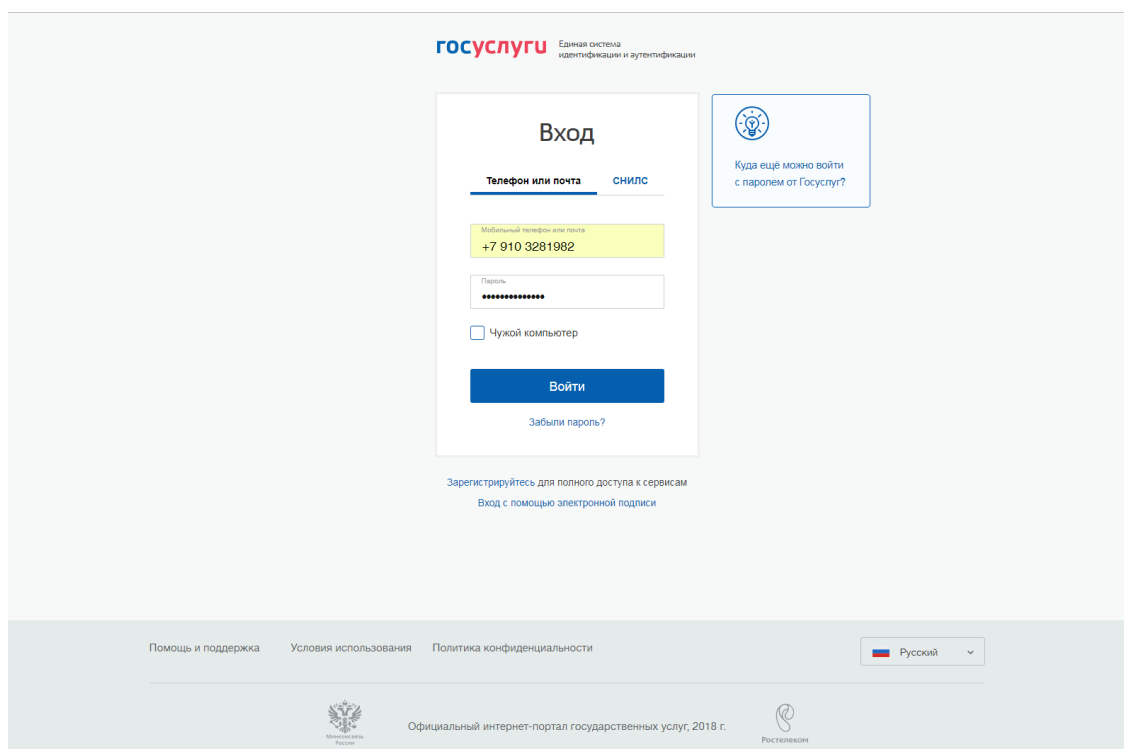 госуслуги
Единая система
идентификации и аутентификации
Вход
Телефон или почта
СНИЛС
Мобильный телефон или почта
+7 910 3281982
Пароль
••••••••••••••
Чужой компьютер
Войти
Забыли пароль?
Куда ещё можно войти
с паролем от Госуслуг?
Зарегистрируйтесь для полного доступа к сервисам
Вход с помощью электронной подписи
Помощь и поддержка
Условия использования
Политика конфиденциальности
Русский
Минкомсвязь
России
Официальный интернет-портал государственных услуг, 2018 г.
Ростелеком